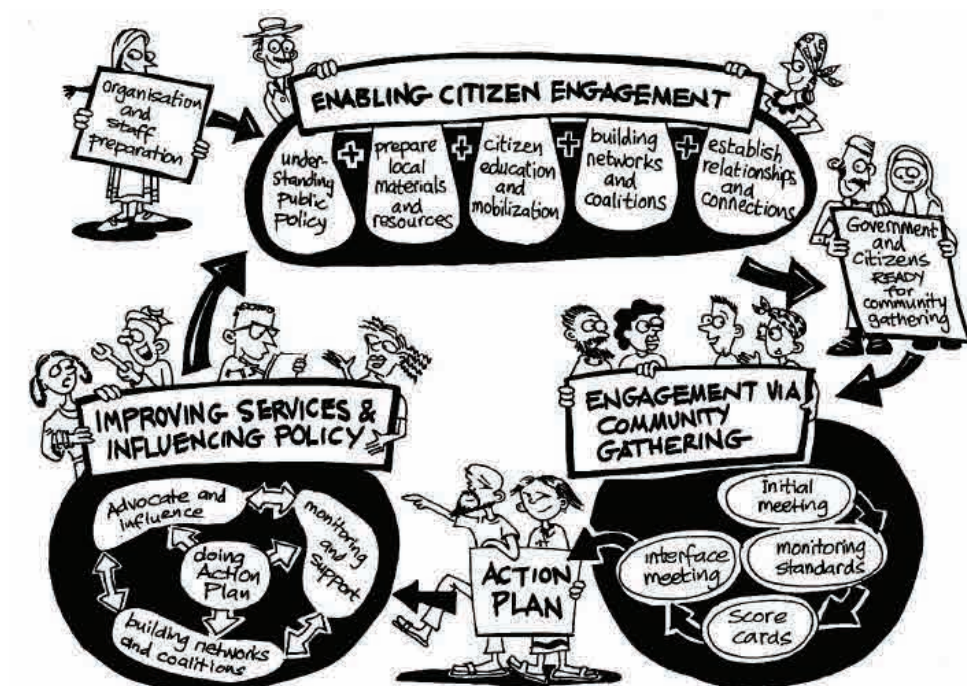 organisation
and
staff
preparation
ENABLING CITIZEN ENGAGEMENT
under-
standing
public
policy
+
prepare
local
materials
and
resources
+
citizen
education
and
mobilization
+
building
networks
and
coalitions
+
establish
relationships
and
connections
Government
and
Citizens
READY
for
community
gathering
ENGAGEMENT VIA
COMMUNITY
GATHERING
Initial
meeting
monitoring
standards
Score
cards
interface
meeting
ACTION
PLAN
IMPROVING SERVICES &
INFLUENCING POLICY
Advocate and
influence
monitoring
and
support
doing
Action
Plan
building networks
and coalitions